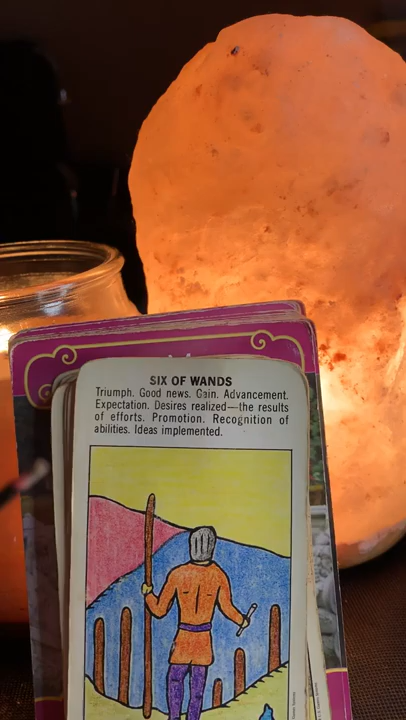 SIX OF WANDS
Triumph. Good news. Gain. Advancement.
Expectation. Desires realized—the results
of efforts. Promotion. Recognition of
abilities. Ideas implemented.